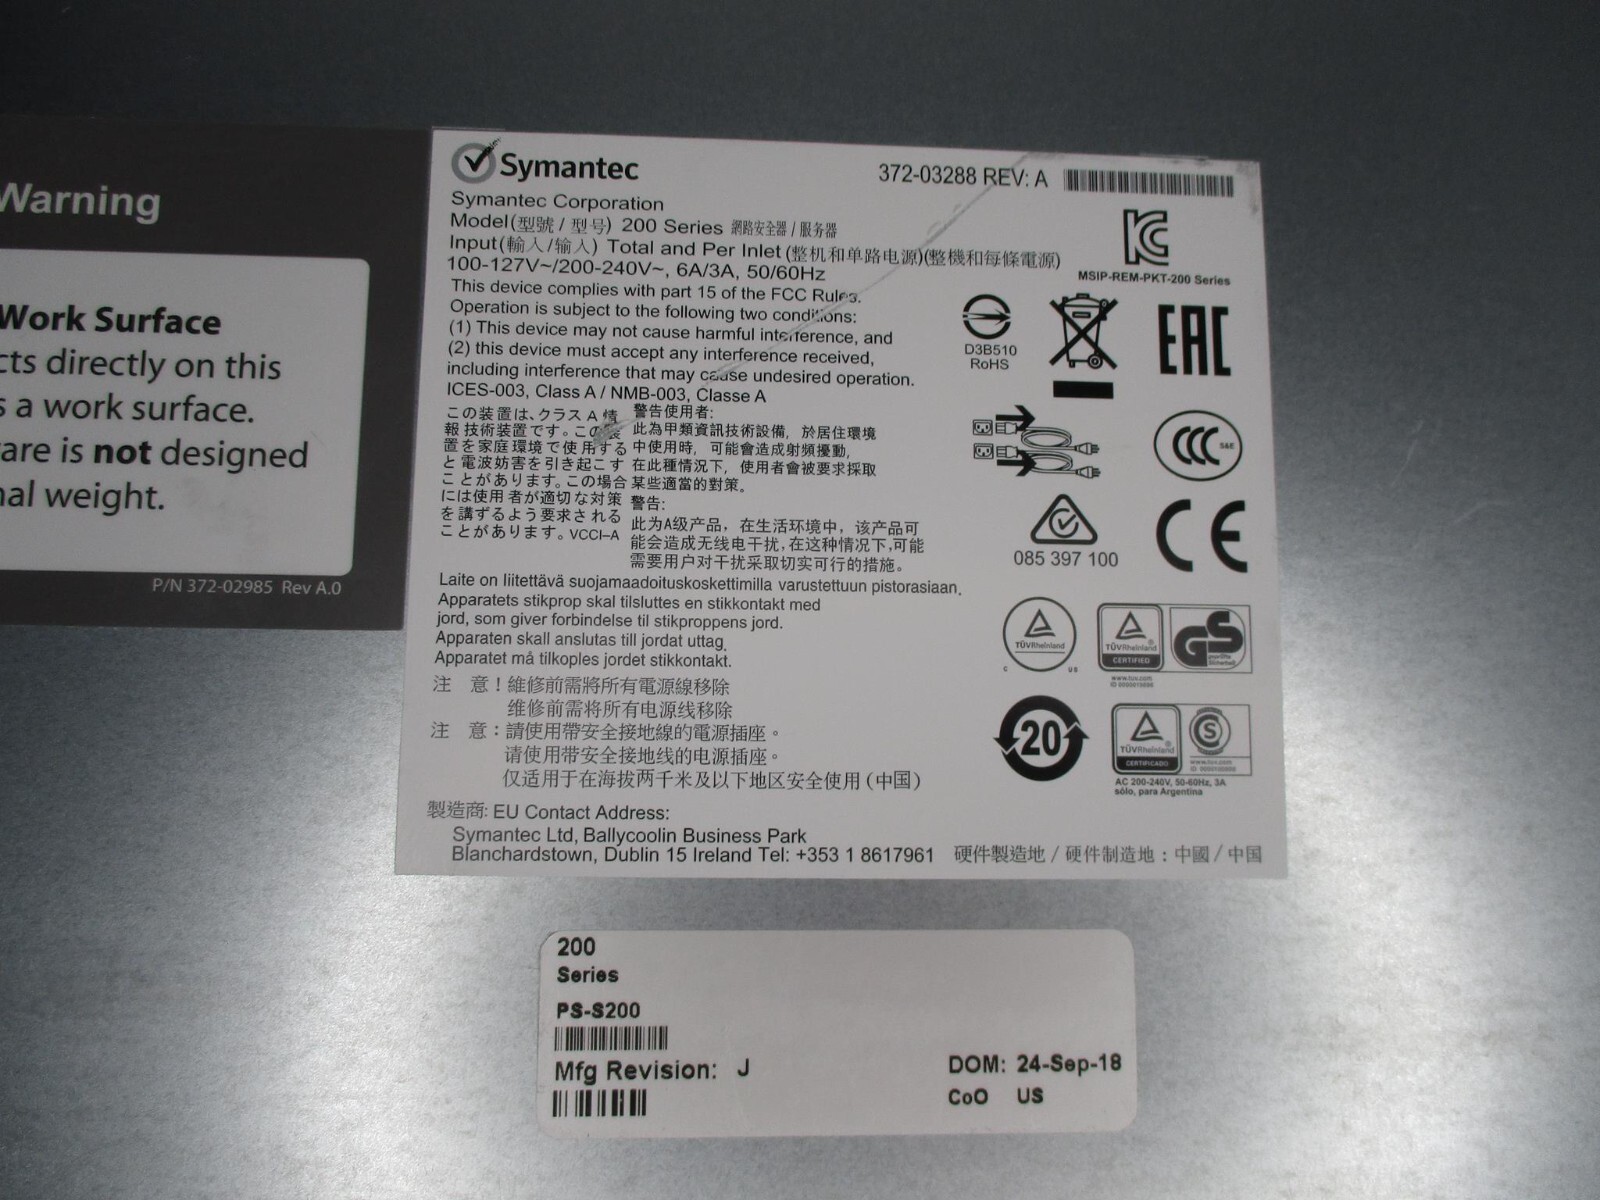 Warning
Work Surface
cts directly on this
s a work surface.
are is not designed
nal weight.
P/N 372-02985 Rev A.0
Symantec
372-03288 REV: A
Symantec Corporation
Model(型號 / 型号) 200 Series 網路安全器 / 服务器
Input(輸入/输入) Total and Per Inlet (整机和单路电源)(整機和每條電源)
100-127V~/200-240V~, 6A/3A, 50/60Hz
This device complies with part 15 of the FCC Rules.
Operation is subject to the following two conditions:
(1) This device may not cause harmful interference, and
(2) this device must accept any interference received,
including interference that may cause undesired operation.
ICES-003, Class A / NMB-003, Classe A
この装置は、クラス A 情
報技術装置です。この装
置を家庭環境で使用する
と電波妨害を引き起こす
ことがあります。この場合
には使用者が適切な対策
を講ずるよう要求される
ことがあります。VCCI-A
警告使用者:
此為甲類資訊技術設備，於居住環境
中使用時，可能會造成射頻擾動，
在此種情況下，使用者會被要求採取
某些適當的對策。
警告:
此为A级产品，在生活环境中，该产品可
能会造成无线电干扰，在这种情况下，可能
需要用户对干扰采取切实可行的措施。
Laite on liitettävä suojamaadoituskoskettimilla varustettuun pistorasiaan.
Apparatets stikprop skal tilsluttes en stikkontakt med
jord, som giver forbindelse til stikproppens jord.
Apparaten skall anslutas till jordat uttag.
Apparatet må tilkoples jordet stikkontakt.
注 意！維修前需將所有電源線移除
维修前需将所有电源线移除
注 意：請使用帶安全接地線的電源插座。
请使用带安全接地线的电源插座。
仅适用于在海拔两千米及以下地区安全使用 (中国)
製造商: EU Contact Address:
Symantec Ltd, Ballycoolin Business Park
Blanchardstown, Dublin 15 Ireland Tel: +353 1 8617961
硬件製造地 / 硬件制造地：中國 / 中国
MSIP-REM-PKT-200 Series
D3B510
RoHS
EAC
CCC S&E
085 397 100
CE
TÜVRheinland
C US
TÜVRheinland
CERTIFIED
GS
geprüfte Sicherheit
www.tuv.com
20
TÜVRheinland
CERTIFICADO
S
www.tuv.com
AC 200-240V, 50-60Hz, 3A
sólo, para Argentina
200
Series
PS-S200
Mfg Revision: J
DOM: 24-Sep-18
CoO US